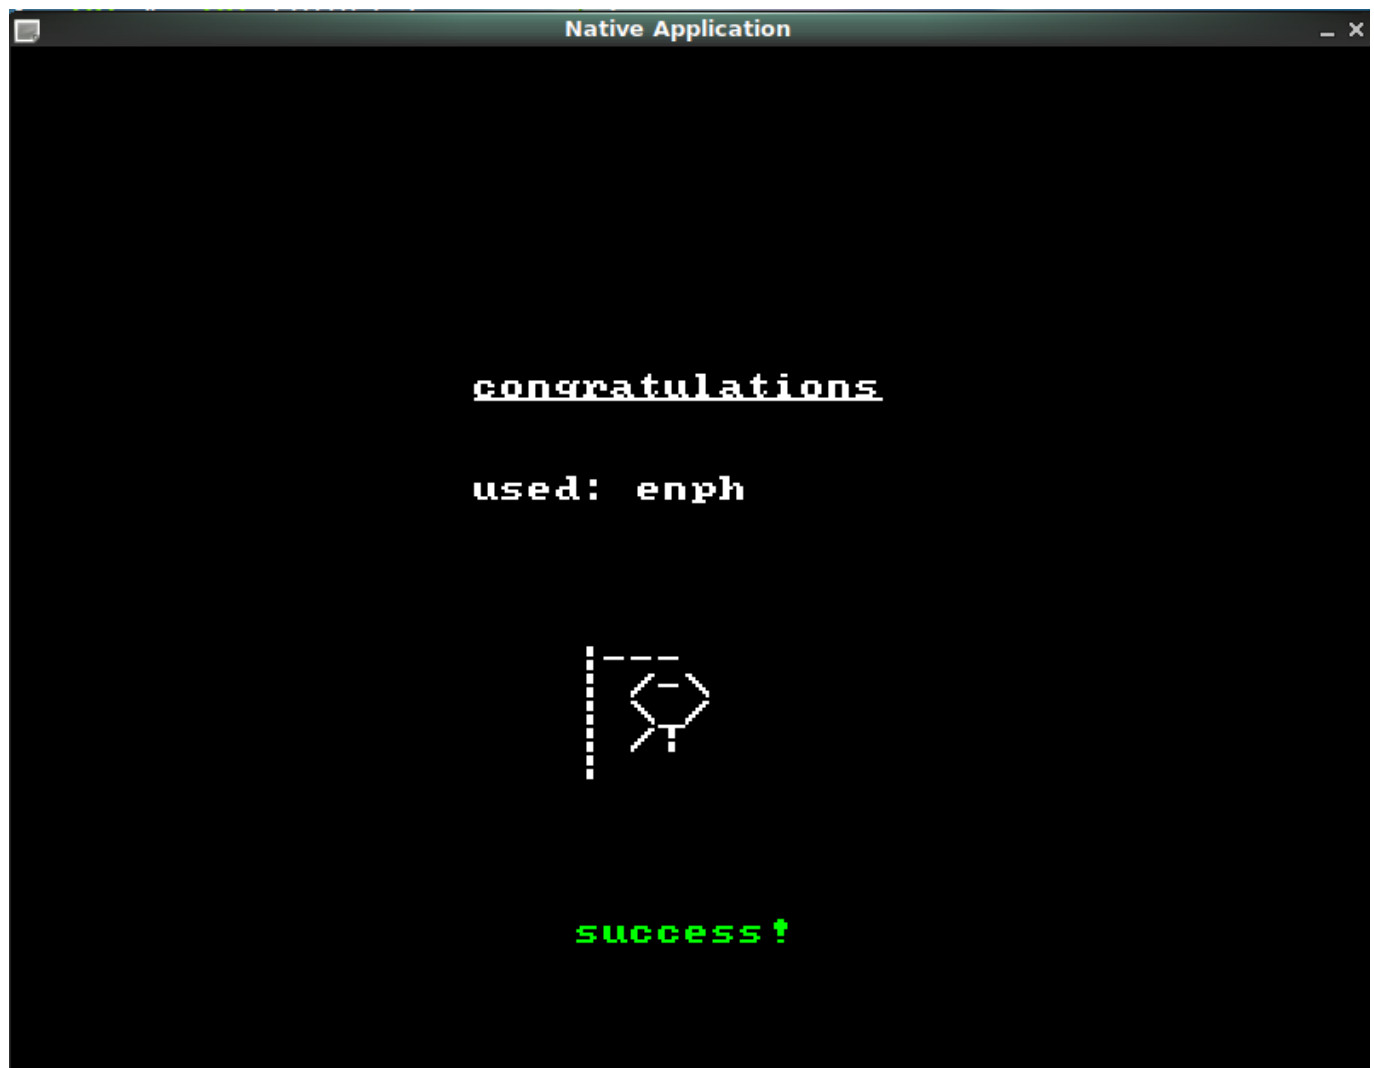 Native Application
congratulations
used: enph
success!